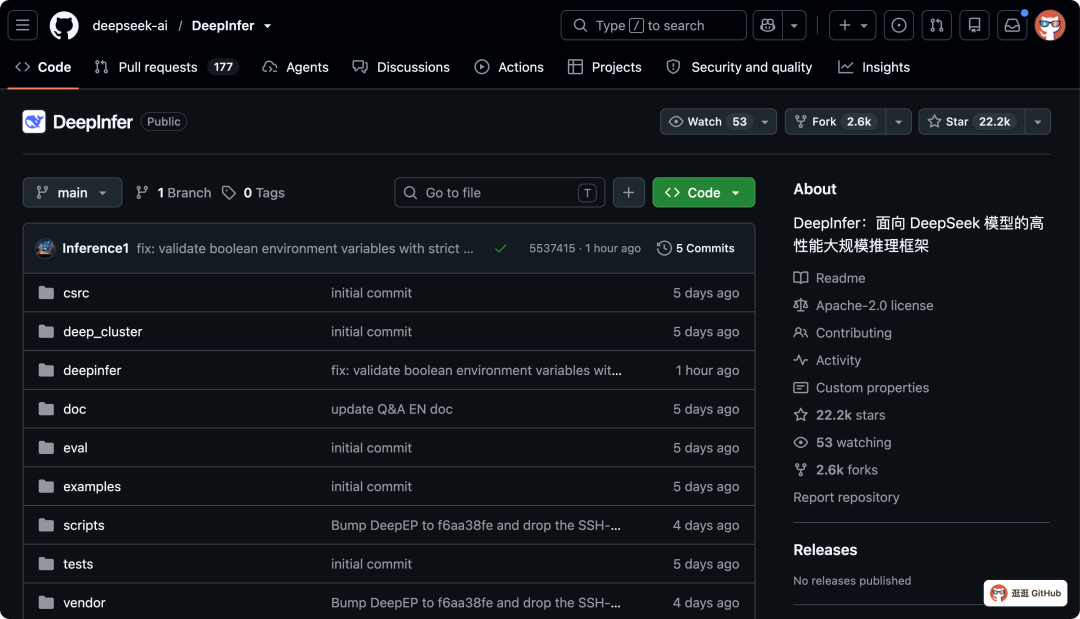 deepseek-ai / DeepInfer
Type / to search
Code
Pull requests 177
Agents
Discussions
Actions
Projects
Security and quality
Insights
DeepInfer Public
Watch 53
Fork 2.6k
Star 22.2k
main
1 Branch
0 Tags
Go to file T
Code
Inference1 fix: validate boolean environment variables with strict ... 5537415 · 1 hour ago 5 Commits
csrc initial commit 5 days ago
deep_cluster initial commit 5 days ago
deepinfer fix: validate boolean environment variables wit... 1 hour ago
doc update Q&A EN doc 5 days ago
eval initial commit 5 days ago
examples initial commit 5 days ago
scripts Bump DeepEP to f6aa38fe and drop the SSH-... 4 days ago
tests initial commit 5 days ago
vendor Bump DeepEP to f6aa38fe and drop the SSH-... 4 days ago
About
DeepInfer：面向 DeepSeek 模型的高
性能大规模推理框架
Readme
Apache-2.0 license
Contributing
Activity
Custom properties
22.2k stars
53 watching
2.6k forks
Report repository
Releases
No releases published
逛逛 GitHub